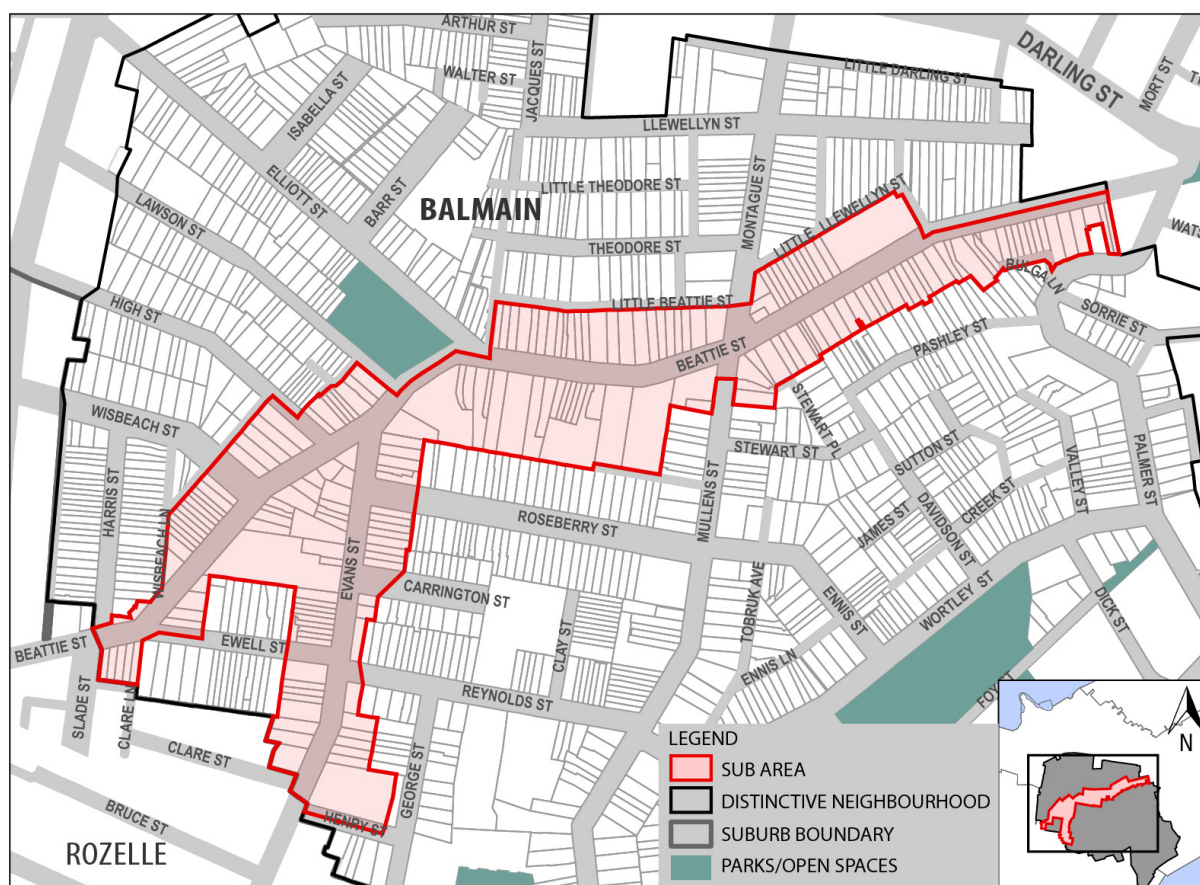 ARTHUR ST
WALTER ST
JACQUES ST
ISABELLA ST
ELLIOTT ST
BARR ST
LITTLE DARLING ST
DARLING ST
MORT ST
LLEWELLYN ST
LITTLE THEODORE ST
MONTAGUE ST
BALMAIN
LAWSON ST
THEODORE ST
LITTLE LLEWELLYN ST
WATS
BULGA LN
SORRIE ST
HIGH ST
LITTLE BEATTIE ST
BEATTIE ST
PASHLEY ST
WISBEACH ST
HARRIS ST
WISBEACH LN
STEWART PL
STEWART ST
SUTTON ST
VALLEY ST
PALMER ST
MULLENS ST
CREEK ST
JAMES ST
DAVIDSON ST
ROSEBERRY ST
EVANS ST
CARRINGTON ST
TOBRUK AVE
ENNIS ST
WORTLEY ST
DICK ST
BEATTIE ST
EWELL ST
CLAY ST
ENNIS LN
REYNOLDS ST
SLADE ST
CLARE LN
CLARE ST
GEORGE ST
FOY ST
BRUCE ST
HENRY ST
ROZELLE
LEGEND
SUB AREA
DISTINCTIVE NEIGHBOURHOOD
SUBURB BOUNDARY
PARKS/OPEN SPACES
N